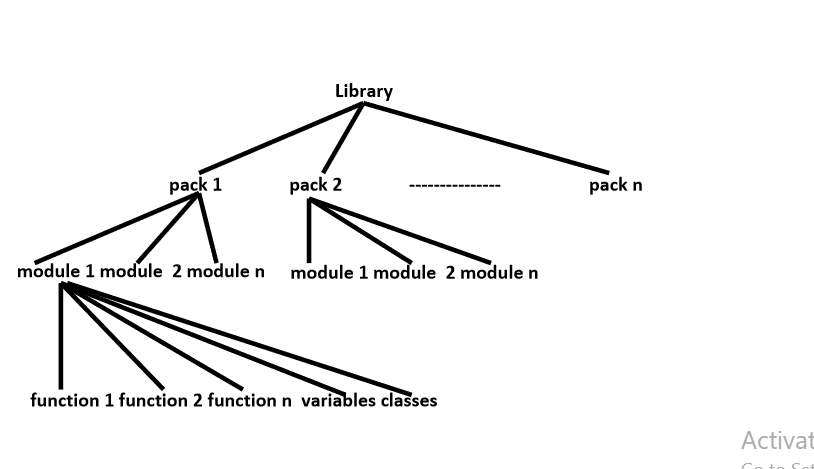 Library
pack 1 pack 2 --------------- pack n
module 1 module 2 module n module 1 module 2 module n
function 1 function 2 function n variables classes
Activat